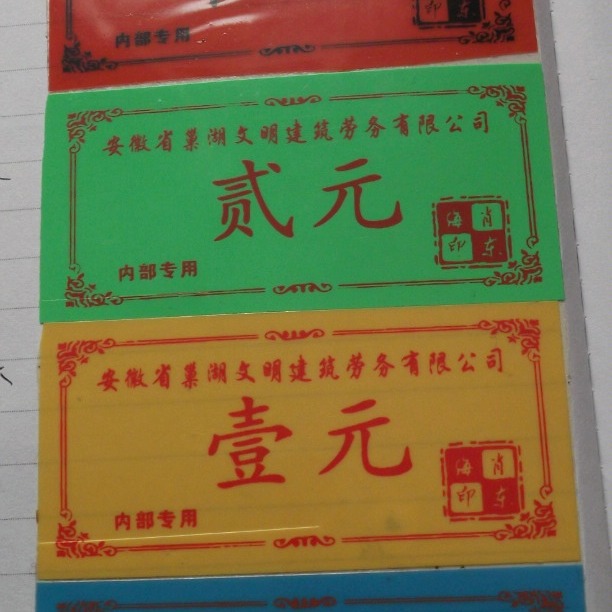 内部专用
印东
安徽省巢湖文明建筑劳务有限公司
贰元
海肖
印东
内部专用
安徽省巢湖文明建筑劳务有限公司
壹元
海肖
印东
内部专用